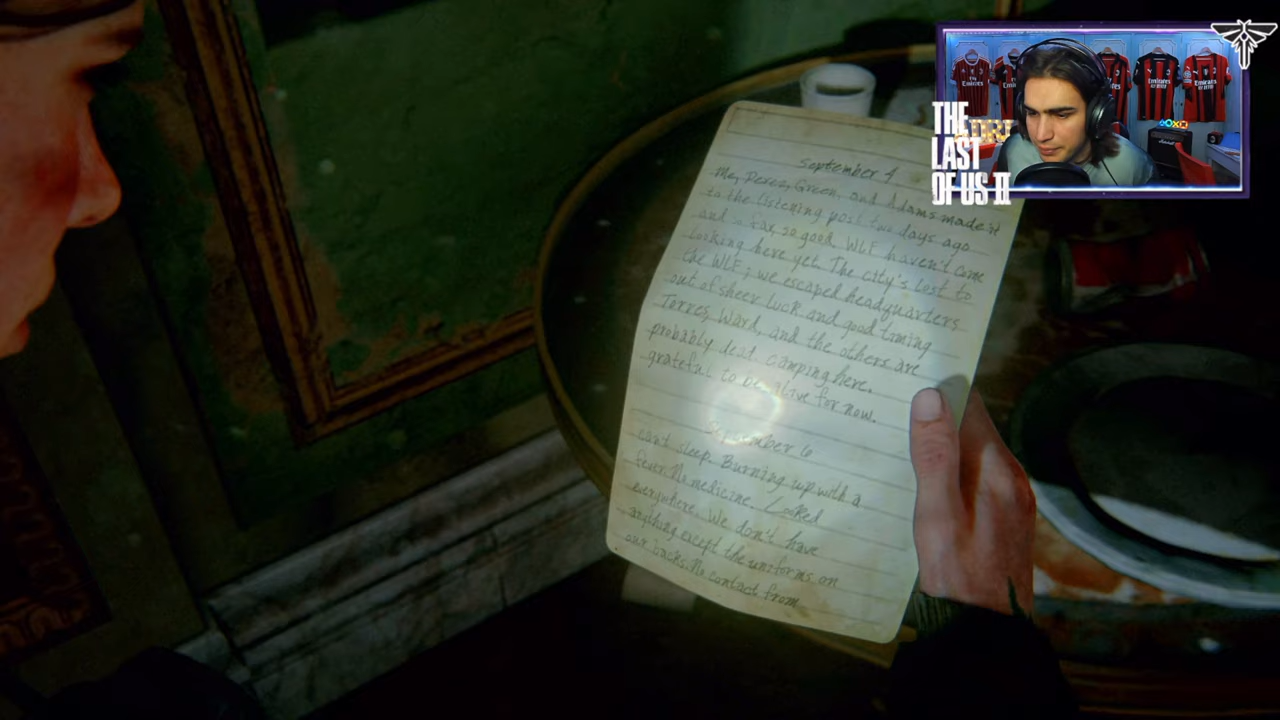 September 4
Me, Perez, Green, and Adams made it
to the listening post two days ago
and so far, so good. WLF haven't come
looking here yet. The city's lost to
the WLF; we escaped headquarters
out of sheer luck and good timing
Torres, Ward, and the others are
probably dead. camping here.
grateful to be alive for now.
September 6
can't sleep. Burning up with a
fever. No medicine. Looked
everywhere. We don't have
anything except the uniforms on
our backs. No contact from
THE
LAST
OF US II
Emirates
Emirates
Emirates
Marshall